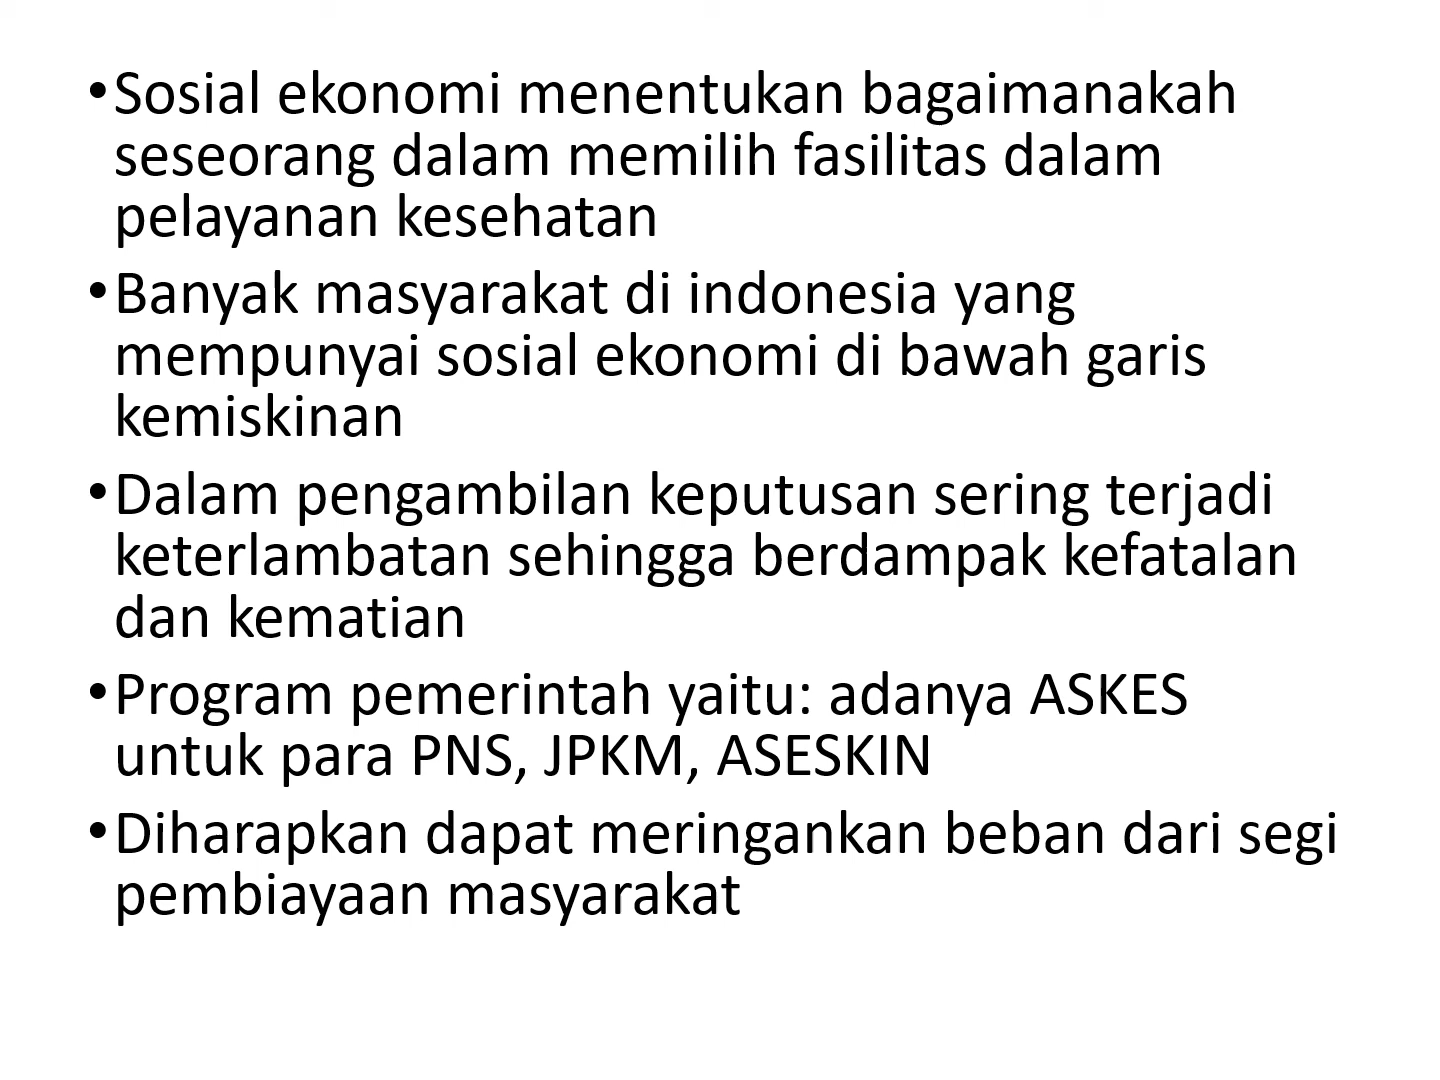 •Sosial ekonomi menentukan bagaimanakah
seseorang dalam memilih fasilitas dalam
pelayanan kesehatan
•Banyak masyarakat di indonesia yang
mempunyai sosial ekonomi di bawah garis
kemiskinan
•Dalam pengambilan keputusan sering terjadi
keterlambatan sehingga berdampak kefatalan
dan kematian
•Program pemerintah yaitu: adanya ASKES
untuk para PNS, JPKM, ASESKIN
•Diharapkan dapat meringankan beban dari segi
pembiayaan masyarakat